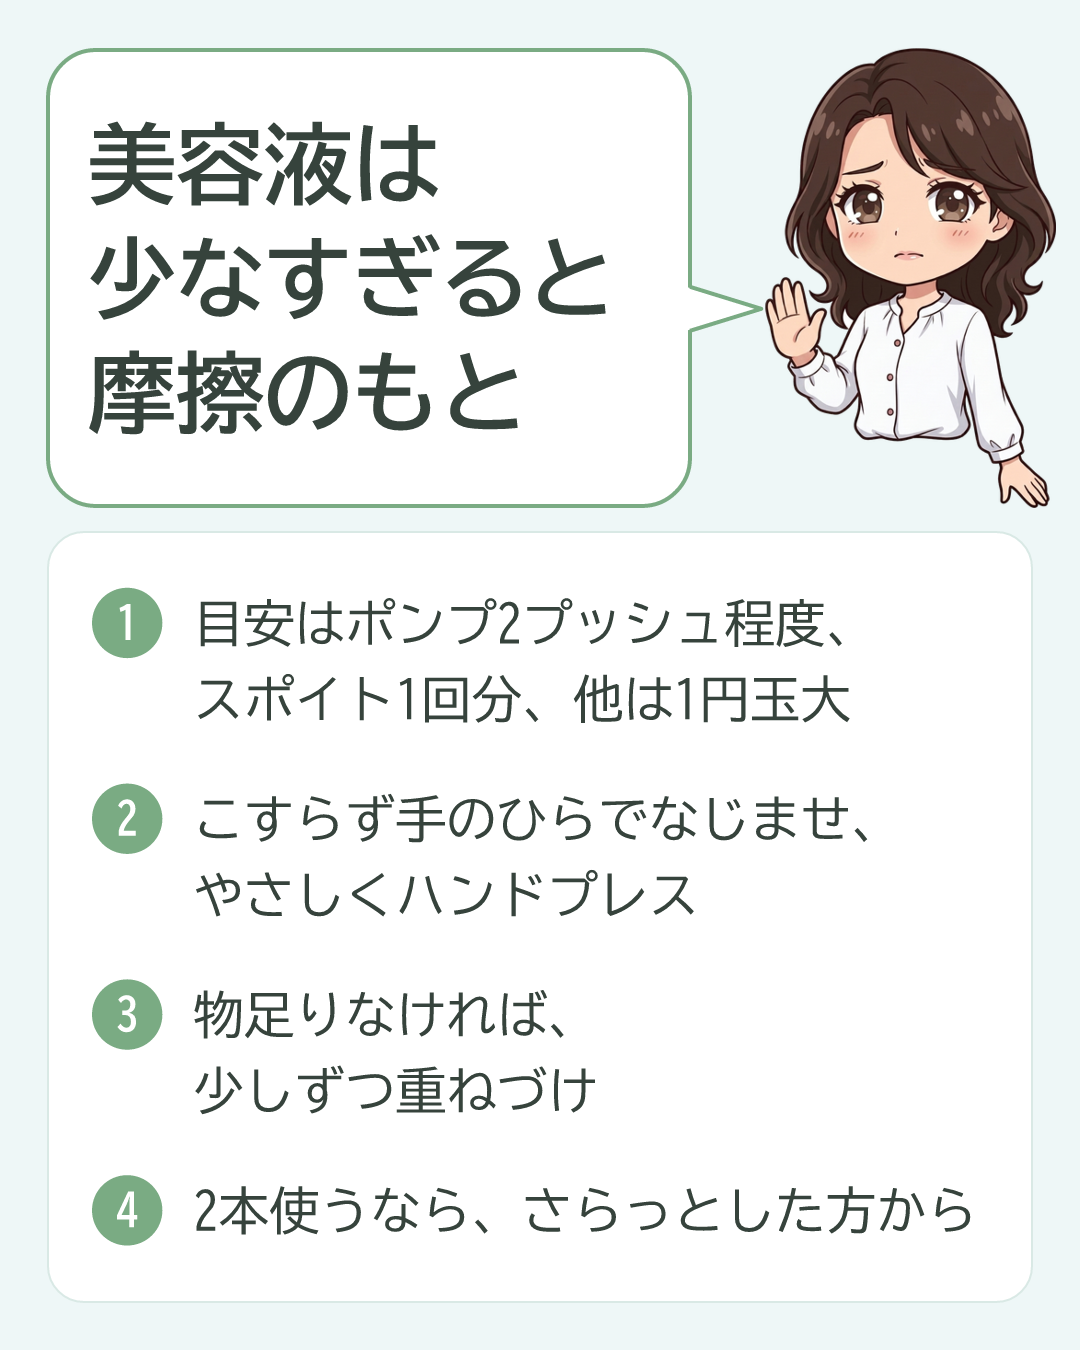 美容液は
少なすぎると
摩擦のもと
1 目安はポンプ2プッシュ程度、
スポイト1回分、他は1円玉大
2 こすらず手のひらでなじませ、
やさしくハンドプレス
3 物足りなければ、
少しずつ重ねづけ
4 2本使うなら、さらっとした方から